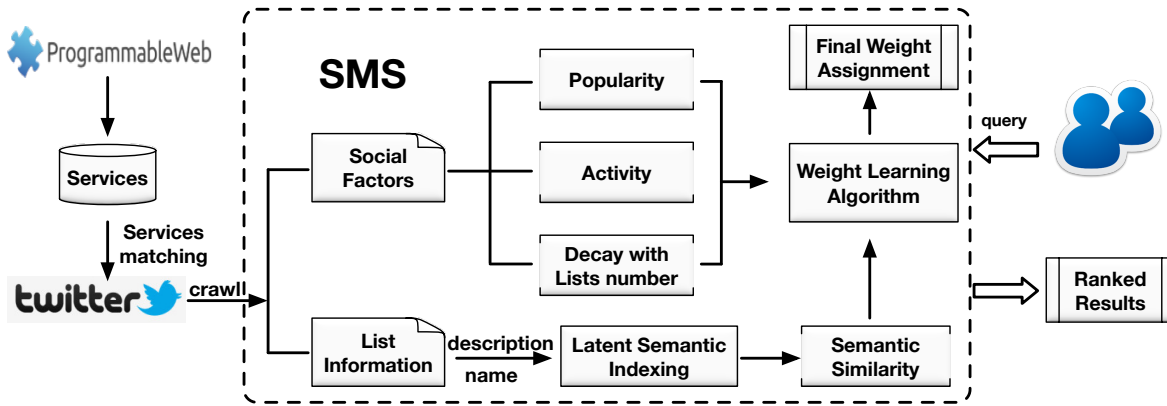 ProgrammableWeb
Services
Services
matching
twitter
crawl
SMS
Social
Factors
List
Information
Popularity
Activity
Decay with
Lists number
description
name
Latent Semantic
Indexing
Semantic
Similarity
Weight Learning
Algorithm
Final Weight
Assignment
query
Ranked
Results